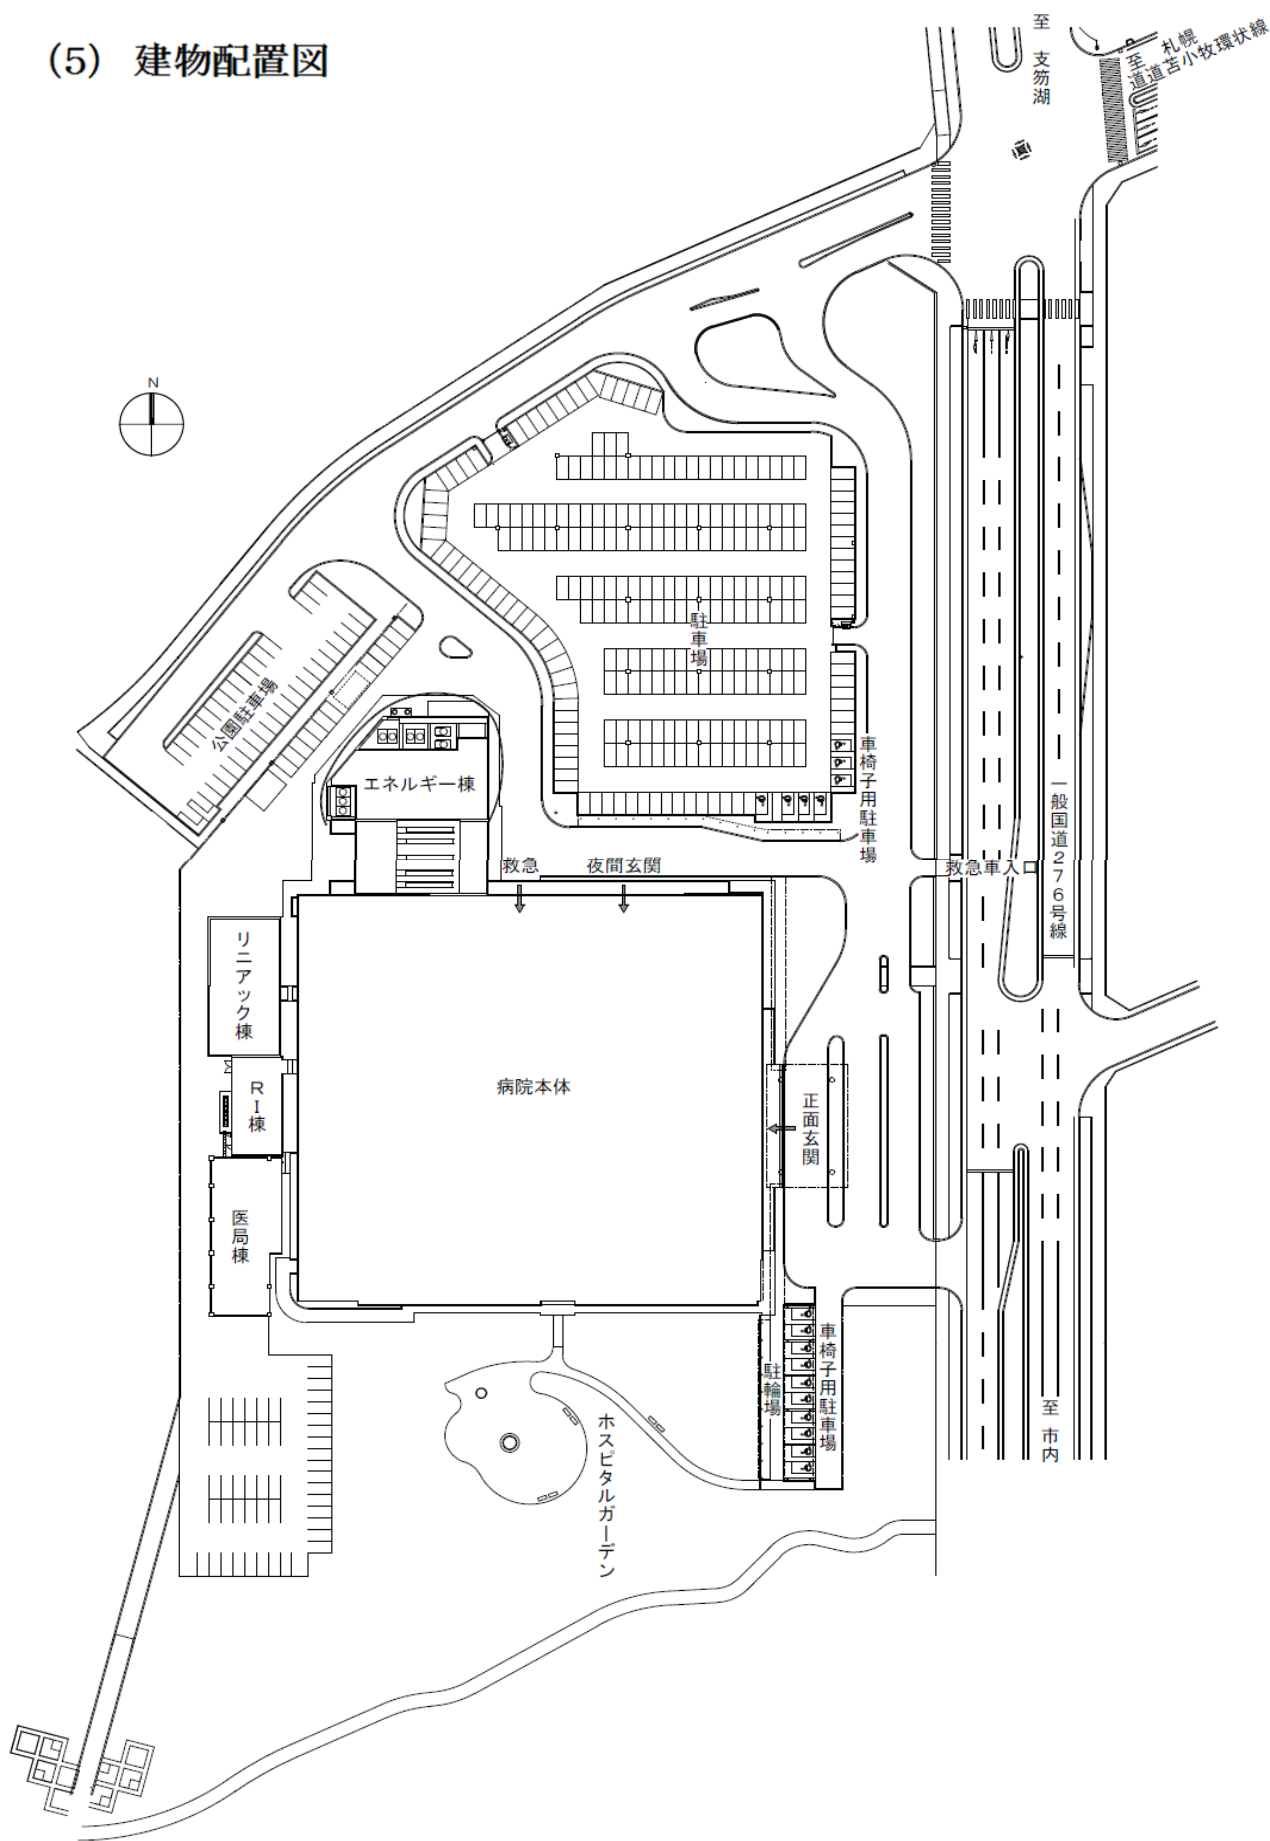 (5) 建物配置図
至 支笏湖
至 札幌
道道苫小牧環状線
N
駐車場
公園駐車場
エネルギー棟
車椅子用駐車場
一般国道276号線
救急
夜間玄関
救急車入口
リニアック棟
病院本体
RI棟
正面玄関
医局棟
車椅子用駐車場
駐輪場
至 市内
ホスピタルガーデン